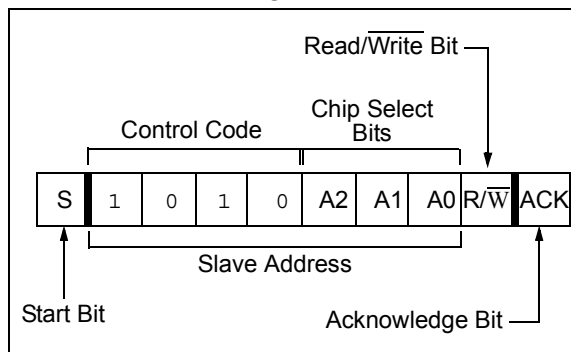 Read/Write Bit
Chip Select
Control Code Bits
S 1 0 1 0 A2 A1 A0 R/W ACK
Slave Address
Start Bit
Acknowledge Bit